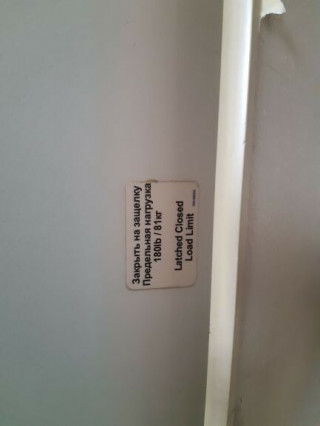 Закрыть на защелку
Предельная нагрузка
180lb / 81кг
Latched Closed
Load Limit